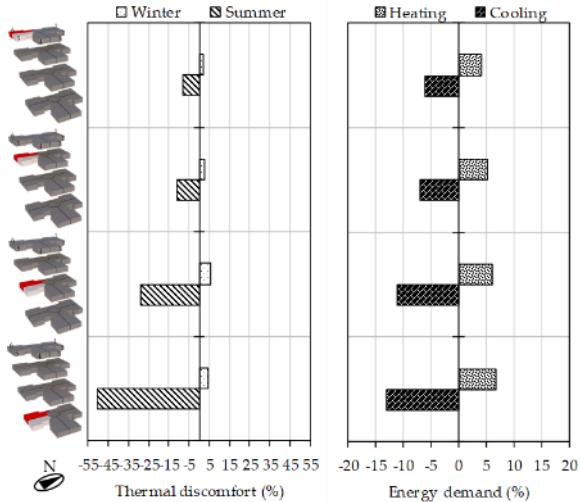 Winter Summer Heating Cooling
N
-55-45-35-25-15 -5 5 15 25 35 45 55 -20 -15 -10 -5 0 5 10 15 20
Thermal discomfort (%) Energy demand (%)